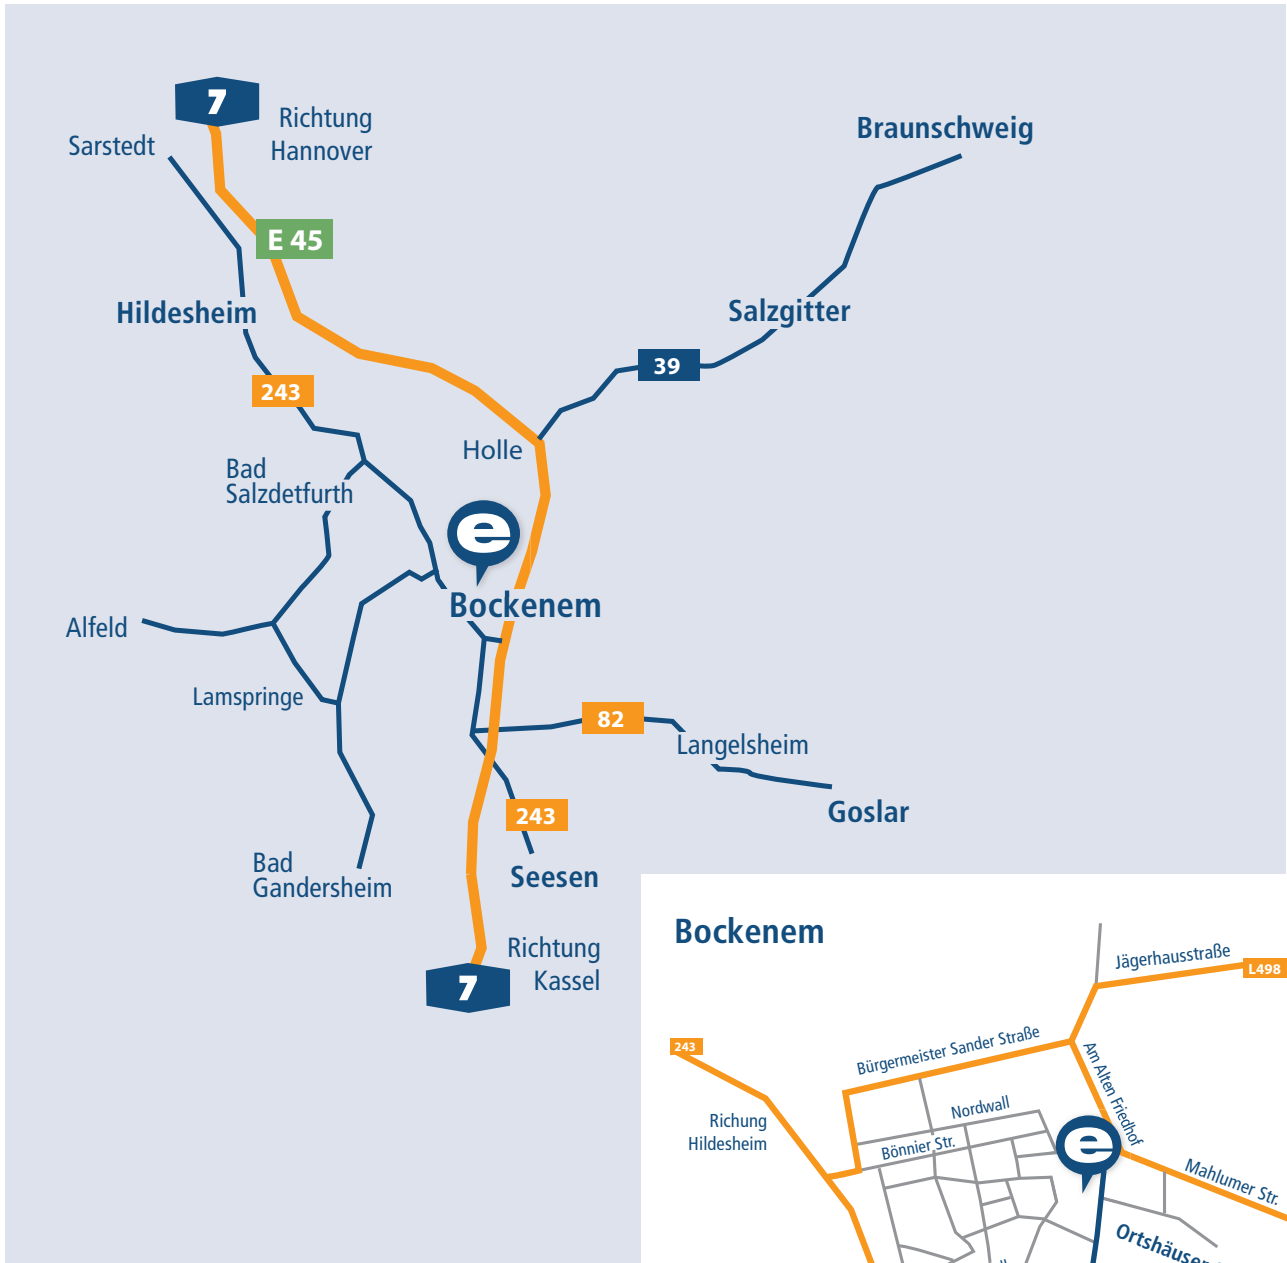 7
Richtung
Hannover
Sarstedt
Braunschweig
E 45
Hildesheim
Salzgitter
39
243
Holle
Bad
Salzdetfurth
e
Bockenem
Alfeld
Lamspringe
82
Langelsheim
243
Goslar
Bad
Gandersheim
Seesen
Richtung
Kassel
7
Bockenem
Jägerhausstraße
L498
243
Bürgermeister Sander Straße
Am Alten Friedhof
Richung
Hildesheim
Nordwall
Bönnier Str.
e
Mahlumer Str.